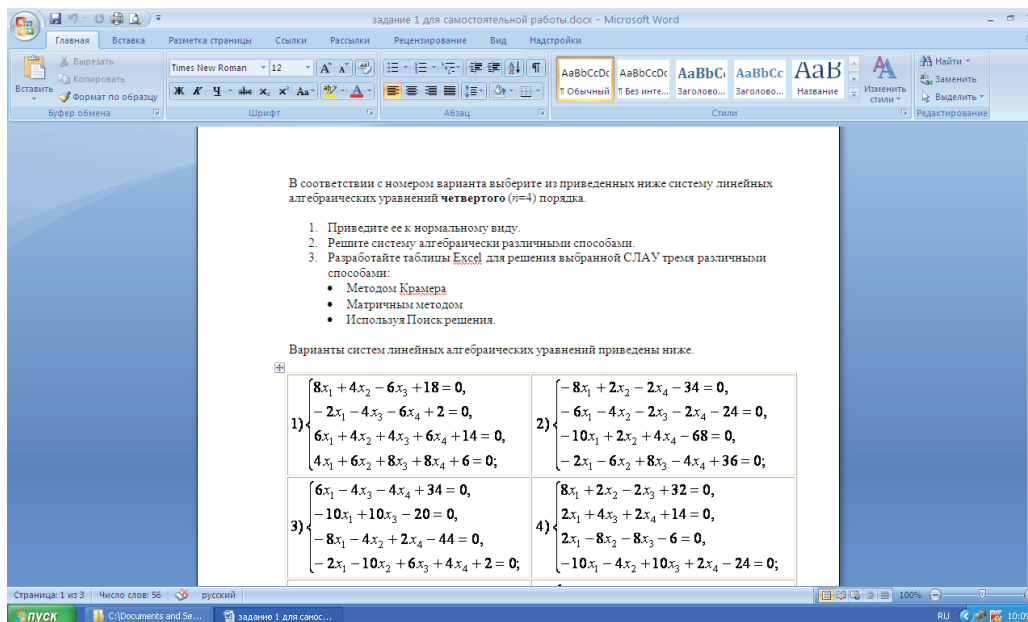 задание 1 для самостоятельной работы.docx - Microsoft Word
Главная Вставка Разметка страницы Ссылки Рассылки Рецензирование Вид Надстройки
Вставить
Вырезать
Копировать
Формат по образцу
Буфер обмена
Times New Roman 12
Ж К Ч abc x₂ x² Aa
Шрифт
Абзац
AaBbCcDc AaBbCcDc AaBbC AaBbCc AaB
¶ Обычный ¶ Без инте... Заголово... Заголово... Название
Изменить стили
Стили
Найти
Заменить
Выделить
Редактирование
В соответствии с номером варианта выберите из приведенных ниже систему линейных
алгебраических уравнений четвертого (n=4) порядка.
1. Приведите ее к нормальному виду.
2. Решите систему алгебраически различными способами.
3. Разработайте таблицы Excel для решения выбранной СЛАУ тремя различными
способами:
• Методом Крамера
• Матричным методом
• Используя Поиск решения.
Варианты систем линейных алгебраических уравнений приведены ниже.
1)
8x₁ + 4x₂ − 6x₃ + 18 = 0,
− 2x₁ − 4x₃ − 6x₄ + 2 = 0,
6x₁ + 4x₂ + 4x₃ + 6x₄ + 14 = 0,
4x₁ + 6x₂ + 8x₃ + 8x₄ + 6 = 0;
2)
− 8x₁ + 2x₂ − 2x₄ − 34 = 0,
− 6x₁ − 4x₂ − 2x₃ − 2x₄ − 24 = 0,
− 10x₁ + 2x₂ + 4x₄ − 68 = 0,
− 2x₁ − 6x₂ + 8x₃ − 4x₄ + 36 = 0;
3)
6x₁ − 4x₃ − 4x₄ + 34 = 0,
− 10x₁ + 10x₃ − 20 = 0,
− 8x₁ − 4x₂ + 2x₄ − 44 = 0,
− 2x₁ − 10x₂ + 6x₃ + 4x₄ + 2 = 0;
4)
8x₁ + 2x₂ − 2x₃ + 32 = 0,
2x₁ + 4x₃ + 2x₄ + 14 = 0,
2x₁ − 8x₂ − 8x₃ − 6 = 0,
− 10x₁ − 4x₂ + 10x₃ + 2x₄ − 24 = 0;
Страница: 1 из 3 Число слов: 56 русский 100%
пуск C:\Documents and Se... задание 1 для самос... RU 10:09